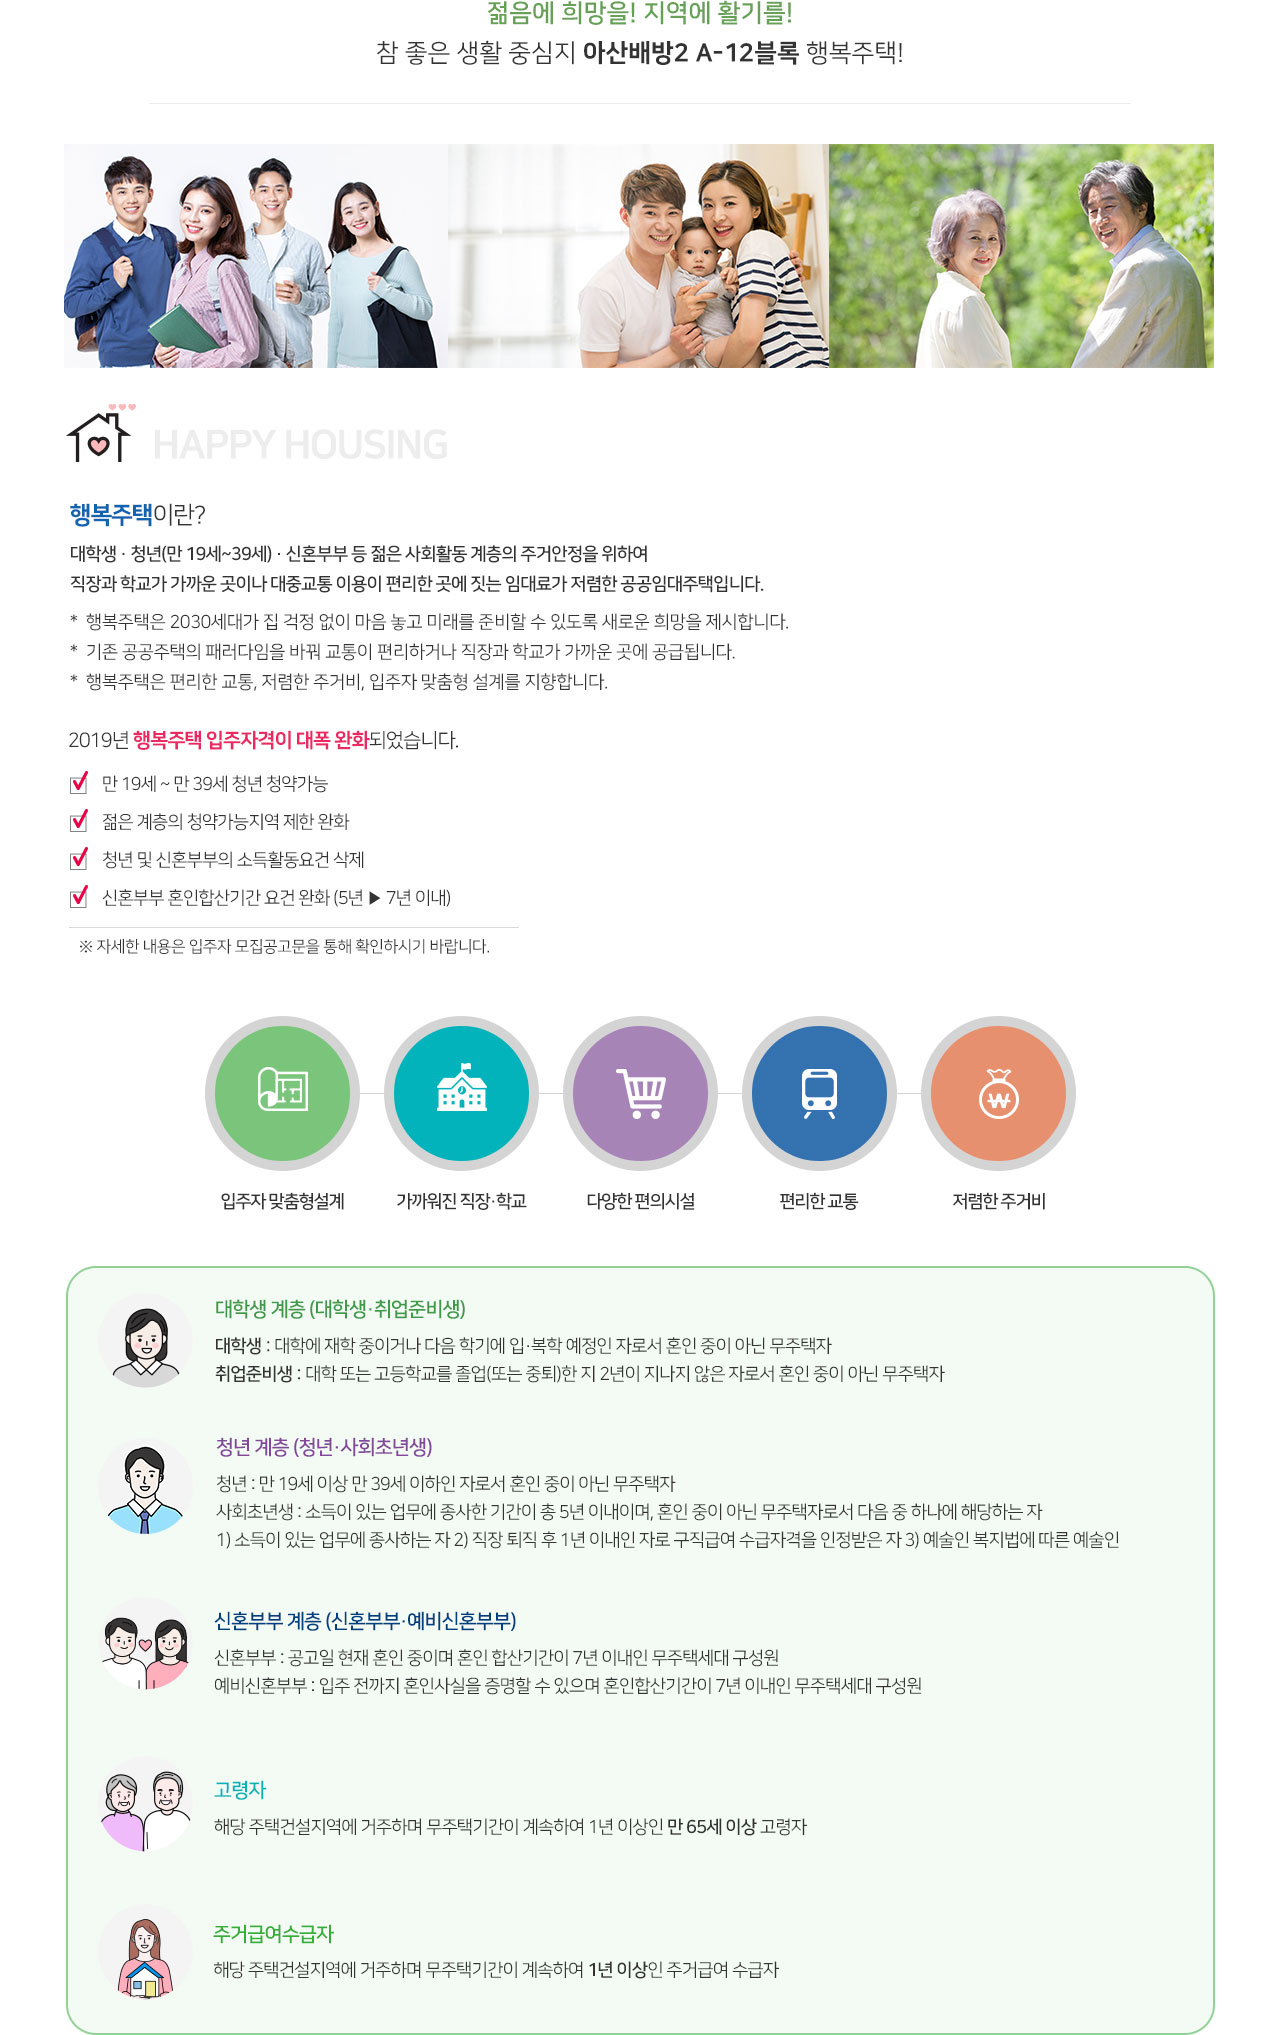 젊음에 희망을! 지역에 활기를!
참 좋은 생활 중심지 아산배방2 A-12블록 행복주택!
HAPPY HOUSING
행복주택이란?
대학생 · 청년(만 19세~39세) · 신혼부부 등 젊은 사회활동 계층의 주거안정을 위하여
직장과 학교가 가까운 곳이나 대중교통 이용이 편리한 곳에 짓는 임대료가 저렴한 공공임대주택입니다.
* 행복주택은 2030세대가 집 걱정 없이 마음 놓고 미래를 준비할 수 있도록 새로운 희망을 제시합니다.
* 기존 공공주택의 패러다임을 바꿔 교통이 편리하거나 직장과 학교가 가까운 곳에 공급됩니다.
* 행복주택은 편리한 교통, 저렴한 주거비, 입주자 맞춤형 설계를 지향합니다.
2019년 행복주택 입주자격이 대폭 완화되었습니다.
만 19세 ~ 만 39세 청년 청약가능
젊은 계층의 청약가능지역 제한 완화
청년 및 신혼부부의 소득활동요건 삭제
신혼부부 혼인합산기간 요건 완화 (5년 ▶ 7년 이내)
※ 자세한 내용은 입주자 모집공고문을 통해 확인하시기 바랍니다.
입주자 맞춤형설계
가까워진 직장·학교
다양한 편의시설
편리한 교통
저렴한 주거비
대학생 계층 (대학생·취업준비생)
대학생 : 대학에 재학 중이거나 다음 학기에 입·복학 예정인 자로서 혼인 중이 아닌 무주택자
취업준비생 : 대학 또는 고등학교를 졸업(또는 중퇴)한 지 2년이 지나지 않은 자로서 혼인 중이 아닌 무주택자
청년 계층 (청년·사회초년생)
청년 : 만 19세 이상 만 39세 이하인 자로서 혼인 중이 아닌 무주택자
사회초년생 : 소득이 있는 업무에 종사한 기간이 총 5년 이내이며, 혼인 중이 아닌 무주택자로서 다음 중 하나에 해당하는 자
1) 소득이 있는 업무에 종사하는 자 2) 직장 퇴직 후 1년 이내인 자로 구직급여 수급자격을 인정받은 자 3) 예술인 복지법에 따른 예술인
신혼부부 계층 (신혼부부·예비신혼부부)
신혼부부 : 공고일 현재 혼인 중이며 혼인 합산기간이 7년 이내인 무주택세대 구성원
예비신혼부부 : 입주 전까지 혼인사실을 증명할 수 있으며 혼인합산기간이 7년 이내인 무주택세대 구성원
고령자
해당 주택건설지역에 거주하며 무주택기간이 계속하여 1년 이상인 만 65세 이상 고령자
주거급여수급자
해당 주택건설지역에 거주하며 무주택기간이 계속하여 1년 이상인 주거급여 수급자